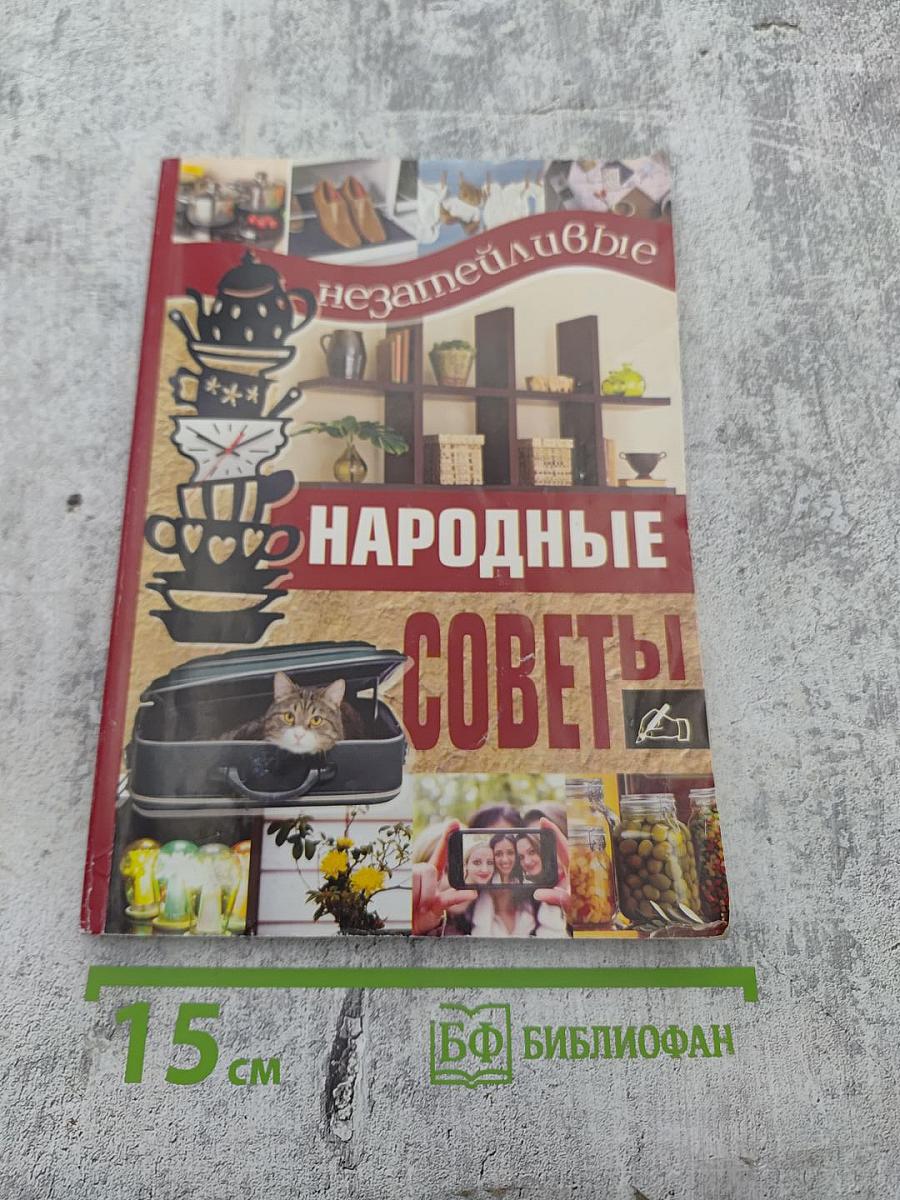 незатейливые
НАРОДНЫЕ
СОВЕТЫ
15 см
БФ БИБЛИОФАН